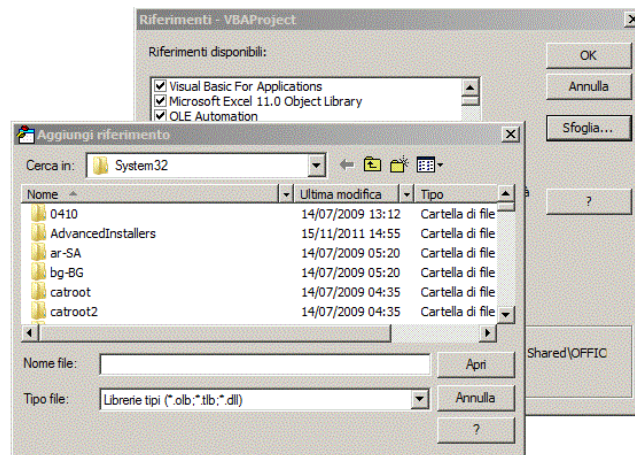 Riferimenti - VBAProject
Riferimenti disponibili:
Visual Basic For Applications
Microsoft Excel 11.0 Object Library
OLE Automation
OK
Annulla
Sfoglia...
?
à
Shared\OFFIC
Aggiungi riferimento
Cerca in: System32
Nome Ultima modifica Tipo
0410 14/07/2009 13:12 Cartella di file
AdvancedInstallers 15/11/2011 14:55 Cartella di file
ar-SA 14/07/2009 05:20 Cartella di file
bg-BG 14/07/2009 05:20 Cartella di file
catroot 14/07/2009 04:35 Cartella di file
catroot2 14/07/2009 04:35 Cartella di file
Nome file: Apri
Tipo file: Librerie tipi (*.olb;*.tlb;*.dll) Annulla
?